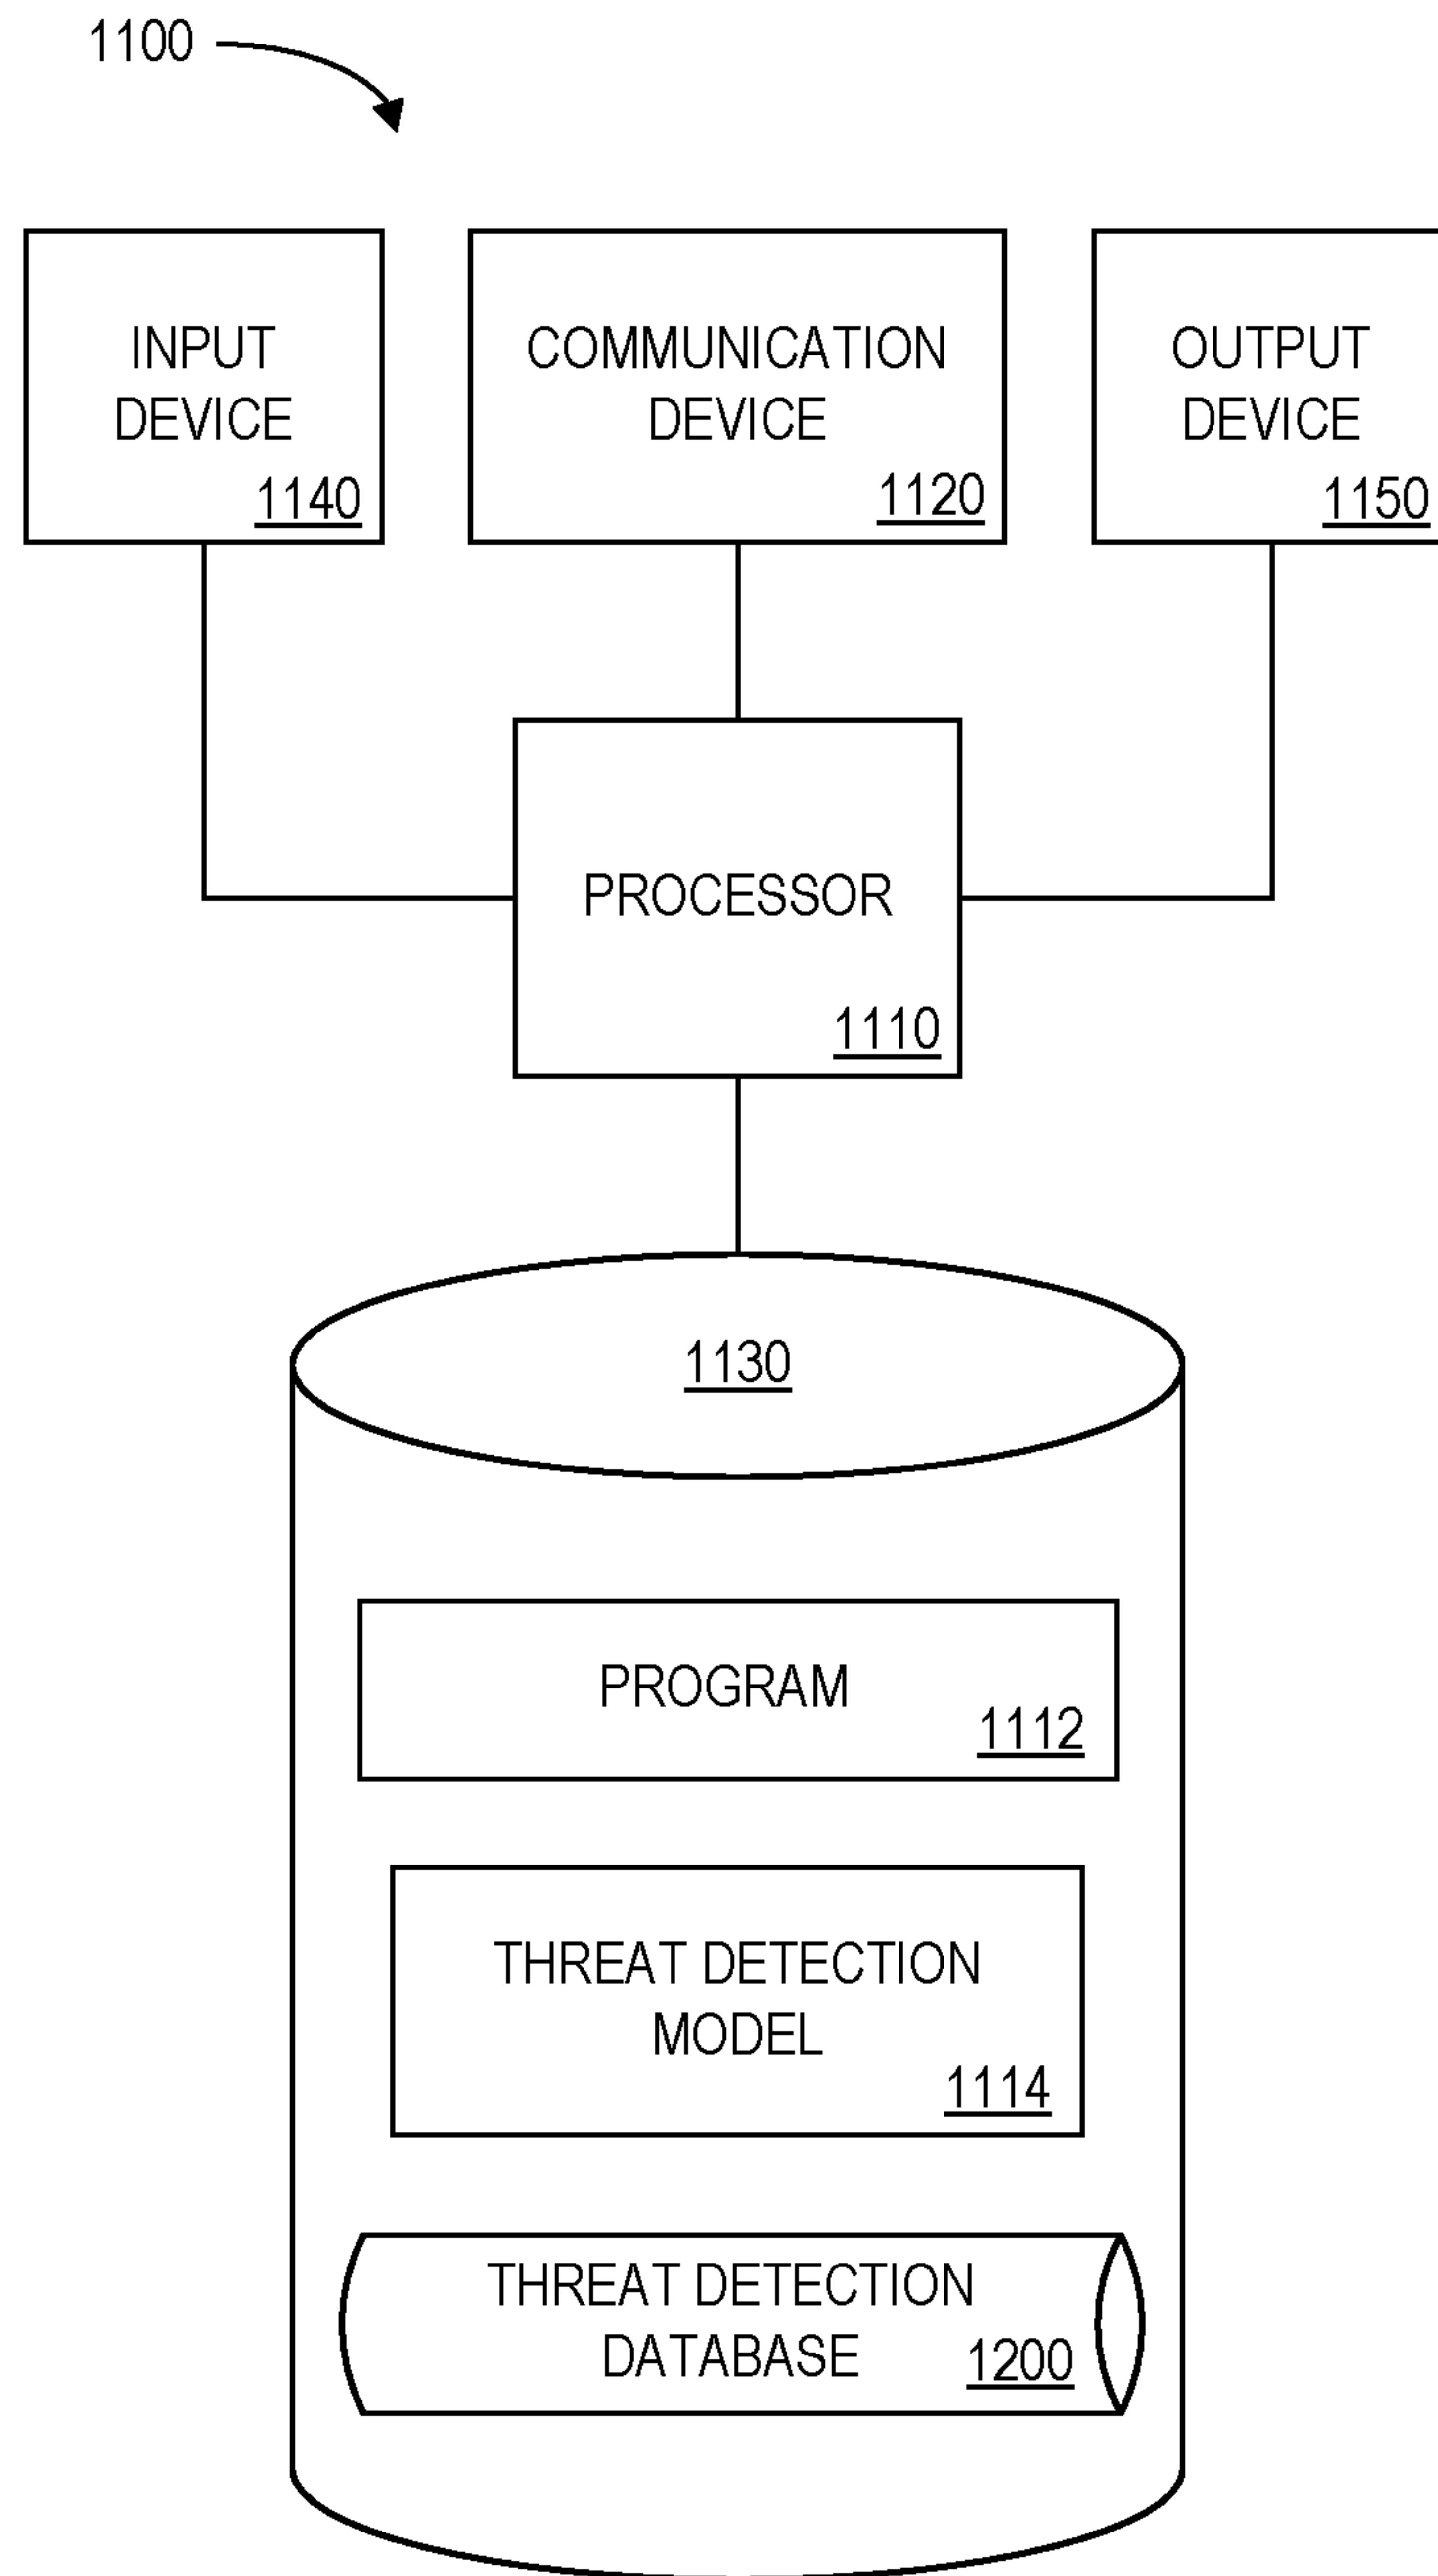 1100
INPUT
DEVICE
1140
COMMUNICATION
DEVICE
1120
OUTPUT
DEVICE
1150
PROCESSOR
1110
1130
PROGRAM
1112
THREAT DETECTION
MODEL
1114
THREAT DETECTION
DATABASE
1200